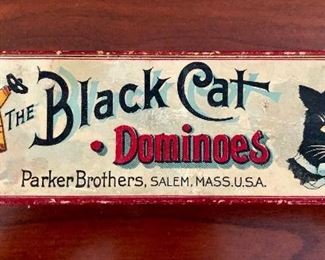 THE Black Cat
• Dominoes
Parker Brothers, SALEM, MASS. U.S.A.